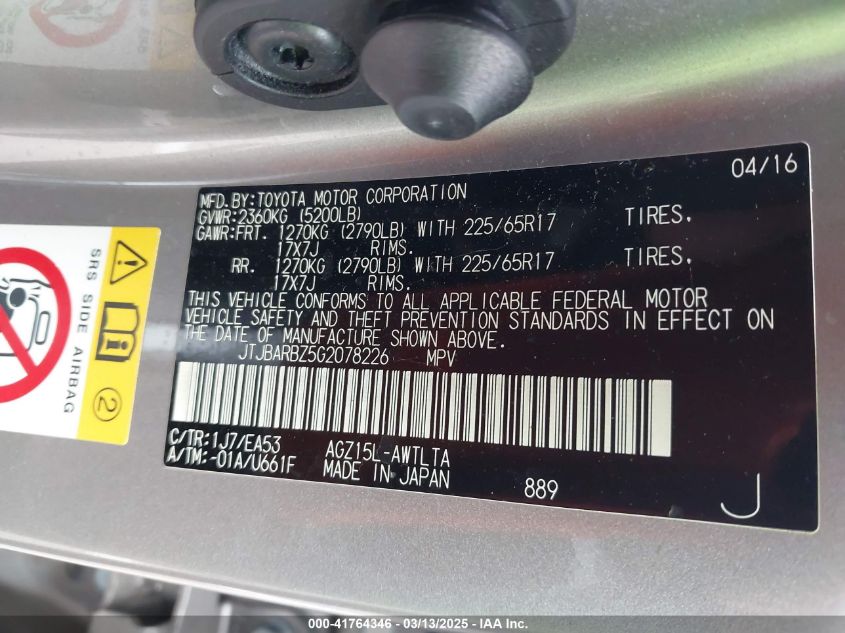 04/16
MFD.BY:TOYOTA MOTOR CORPORATION
GVWR:2360KG (5200LB)
GAWR:FRT. 1270KG (2790LB) WITH 225/65R17 TIRES,
17X7J RIMS.
RR. 1270KG (2790LB) WITH 225/65R17 TIRES,
17X7J RIMS.
THIS VEHICLE CONFORMS TO ALL APPLICABLE FEDERAL MOTOR
VEHICLE SAFETY AND THEFT PREVENTION STANDARDS IN EFFECT ON
THE DATE OF MANUFACTURE SHOWN ABOVE.
JTJBARBZ5G2078226 MPV
C/TR:1J7/EA53 AGZ15L-AWTLTA
A/TM:-01A/U661F MADE IN JAPAN 889 J
SRS SIDE AIRBAG
2
000-41764346 - 03/13/2025 - IAA Inc.